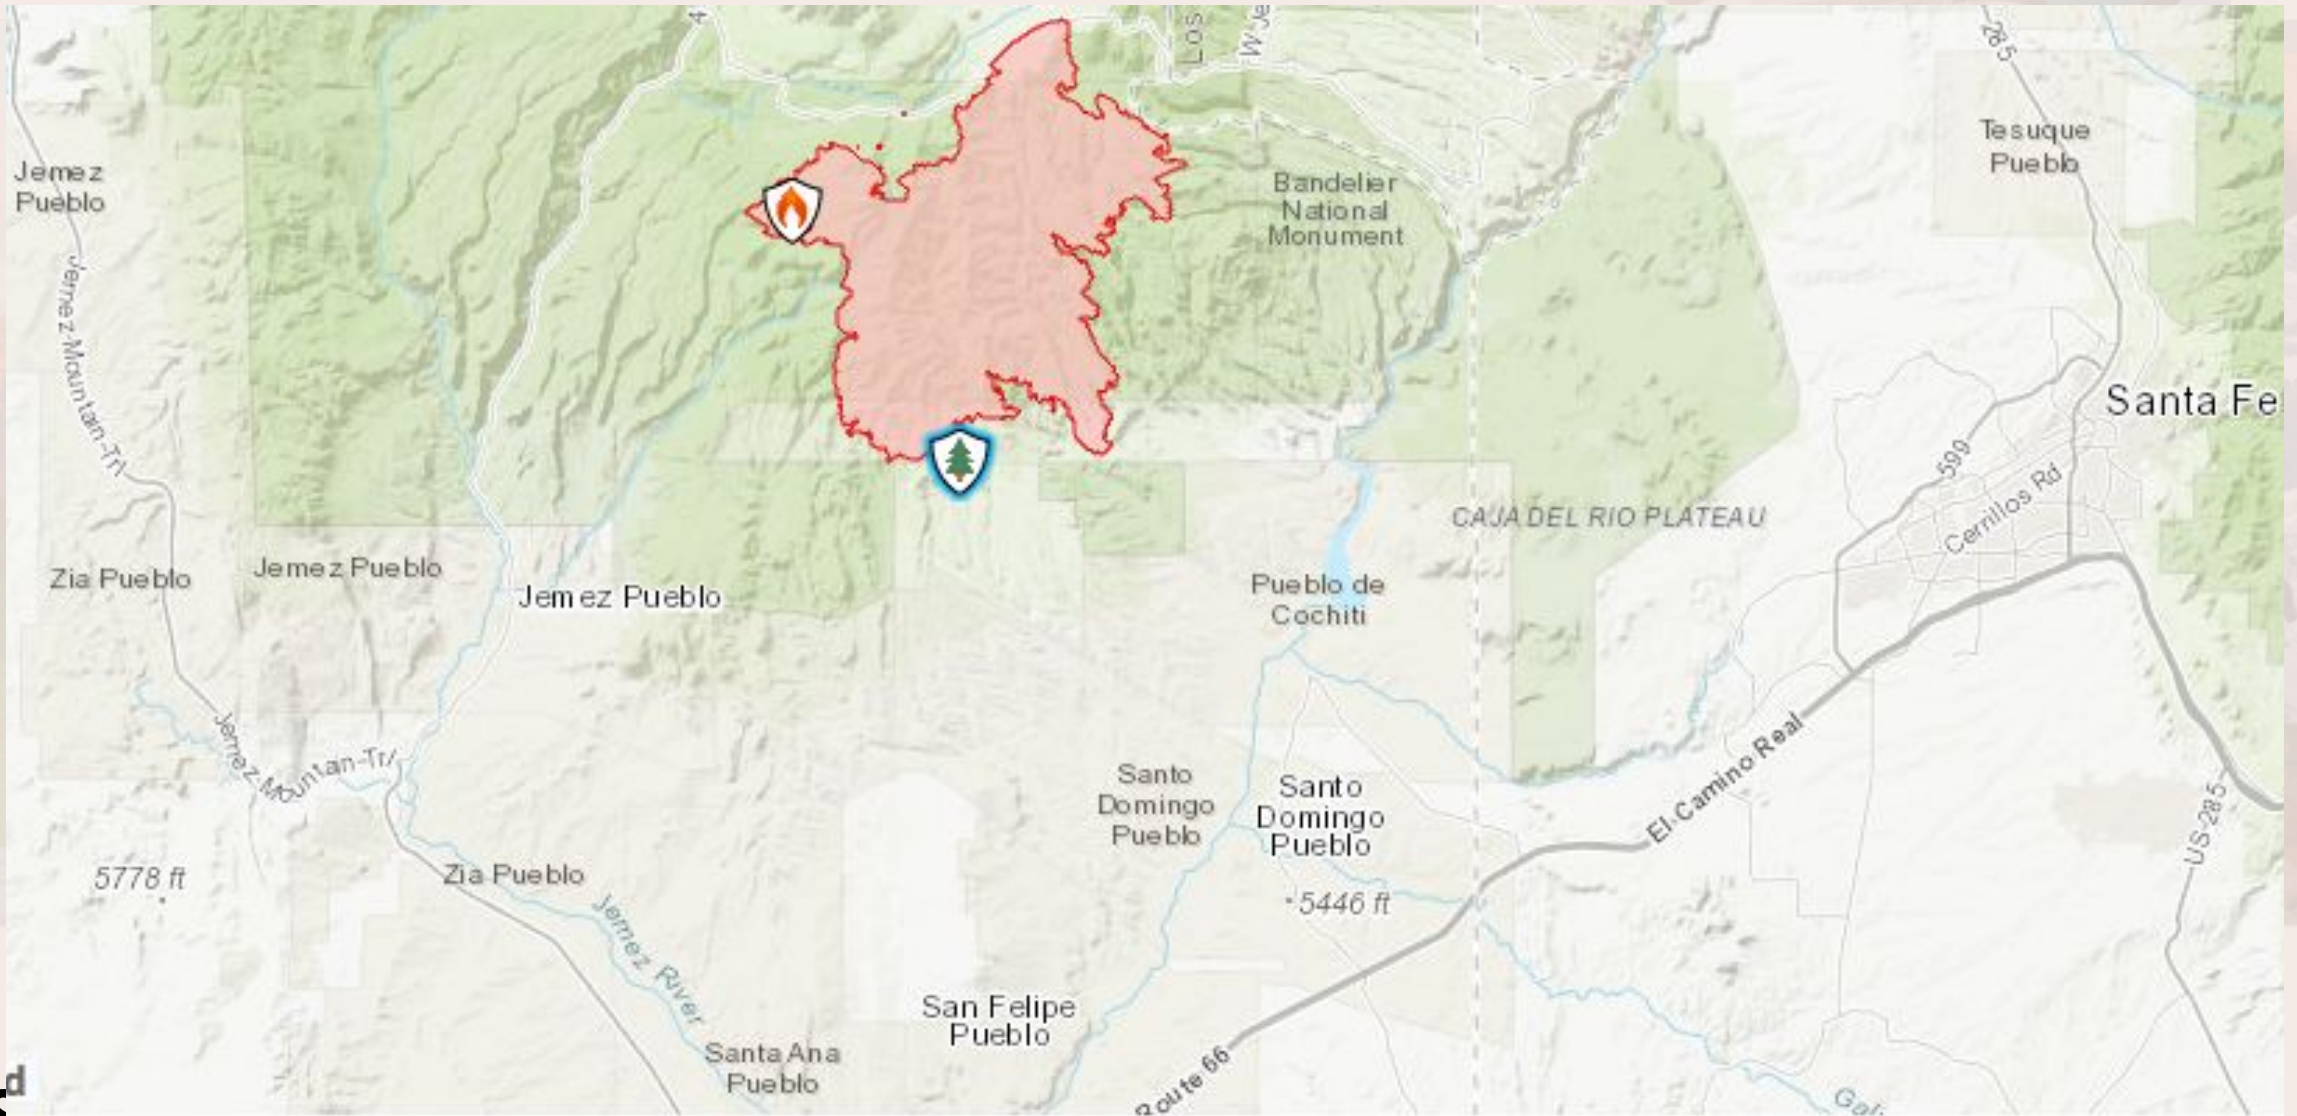 4
Los
W Je
285
Tesuque
Pueblo
Jemez
Pueblo
Bandelier
National
Monument
Jemez-Mountain-Trl
Santa Fe
599
Cerrillos Rd
CAJA DEL RIO PLATEAU
Zia Pueblo
Jemez Pueblo
Jemez Pueblo
Pueblo de
Cochiti
Jemez-Mountain-Trl
El Camino Real
Santo
Domingo
Pueblo
Santo
Domingo
Pueblo
US-285
5778 ft
Zia Pueblo
5446 ft
Jemez River
San Felipe
Pueblo
Santa Ana
Pueblo
Route 66
d